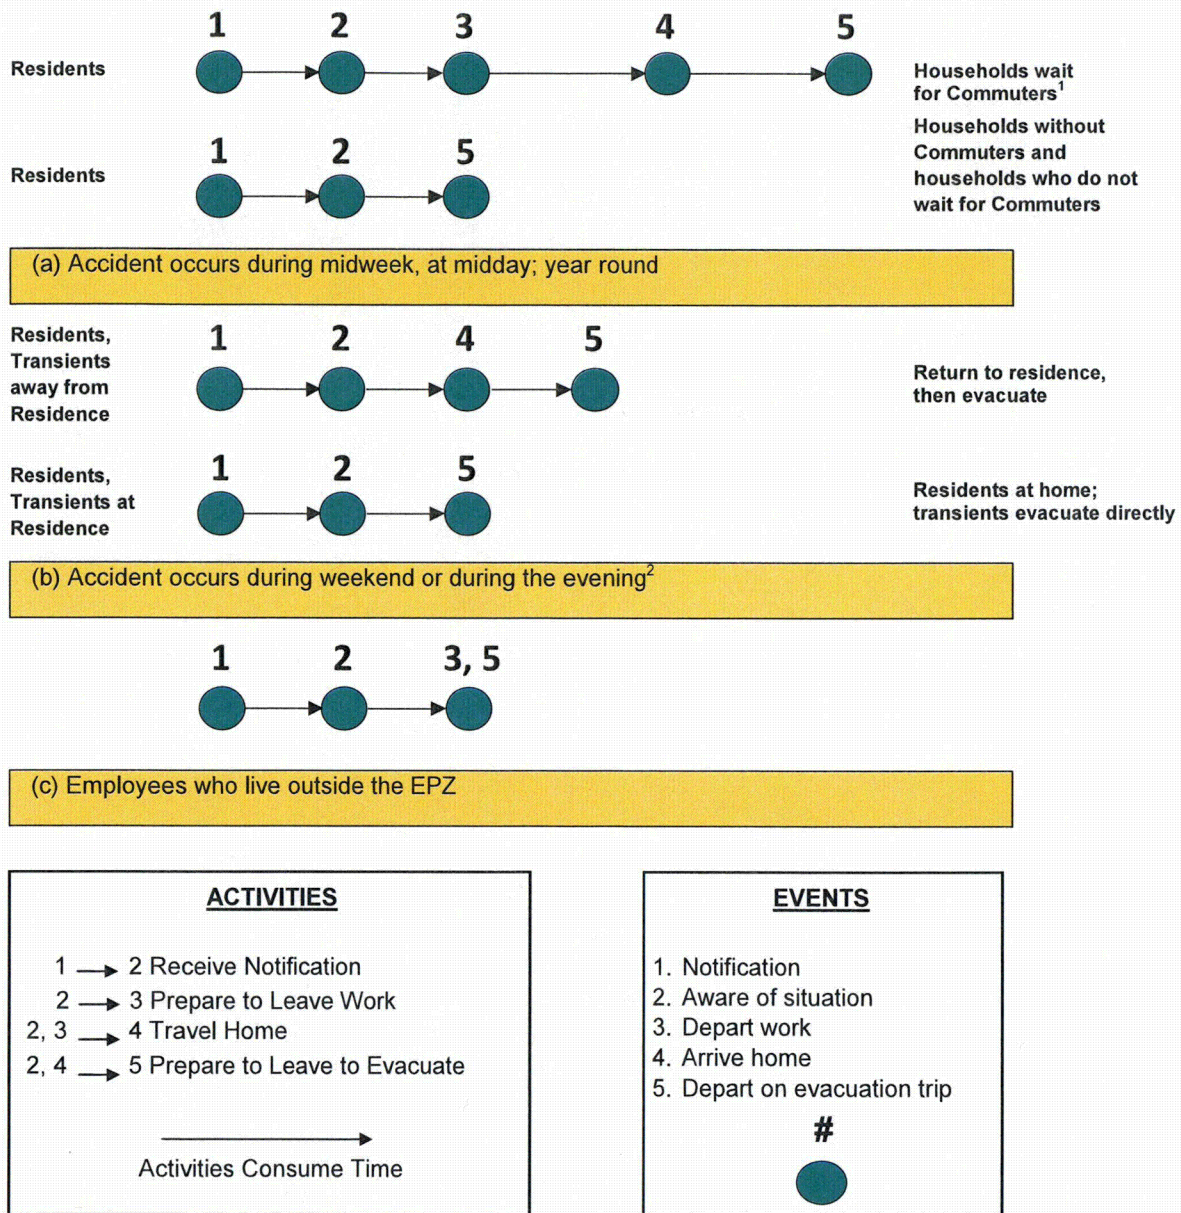 1 2 3 4 5
Residents
Households wait
for Commuters1
Households without
Commuters and
households who do not
wait for Commuters
1 2 5
Residents
(a) Accident occurs during midweek, at midday; year round
Residents,
Transients
away from
Residence
1 2 4 5
Return to residence,
then evacuate
Residents,
Transients at
Residence
1 2 5
Residents at home;
transients evacuate directly
(b) Accident occurs during weekend or during the evening2
1 2 3, 5
(c) Employees who live outside the EPZ
ACTIVITIES
1 → 2 Receive Notification
2 → 3 Prepare to Leave Work
2, 3 → 4 Travel Home
2, 4 → 5 Prepare to Leave to Evacuate
Activities Consume Time
EVENTS
1. Notification
2. Aware of situation
3. Depart work
4. Arrive home
5. Depart on evacuation trip
#